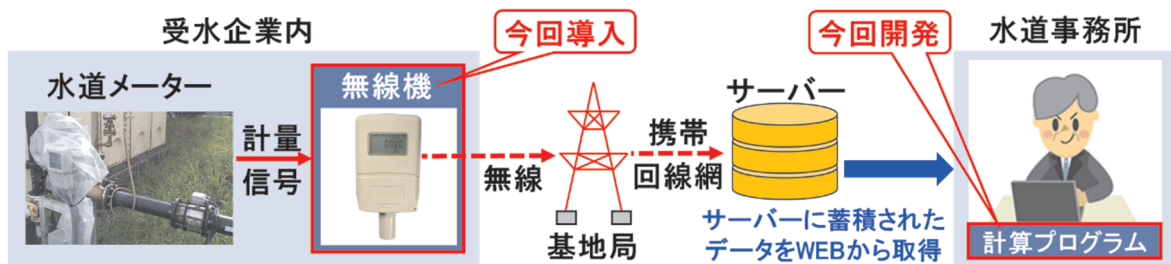 受水企業内
今回導入
今回開発
水道事務所
水道メーター
無線機
サーバー
計量
信号
無線
携帯
回線網
基地局
サーバーに蓄積された
データをWEBから取得
計算プログラム